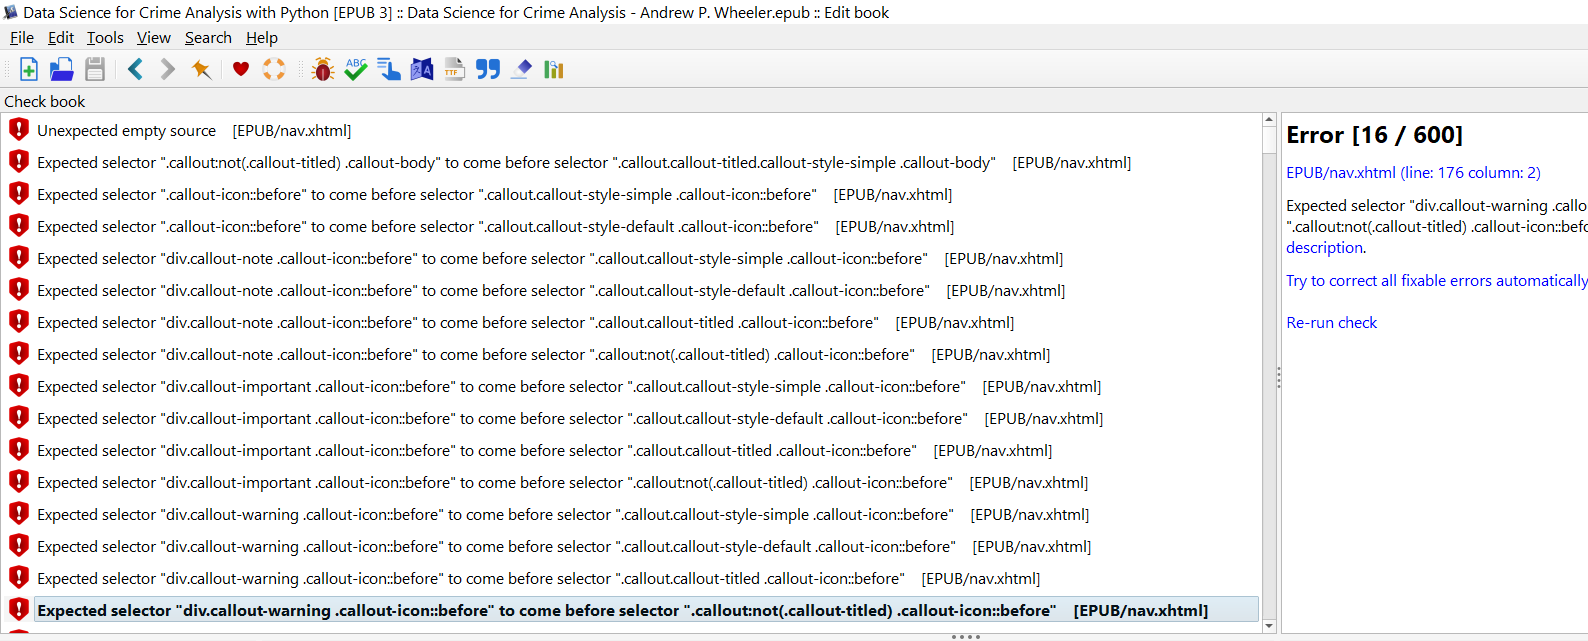 Data Science for Crime Analysis with Python [EPUB 3] :: Data Science for Crime Analysis - Andrew P. Wheeler.epub :: Edit book
File Edit Tools View Search Help
ABC
TTF
Check book
Unexpected empty source [EPUB/nav.xhtml]
Expected selector ".callout:not(.callout-titled) .callout-body" to come before selector ".callout.callout-titled.callout-style-simple .callout-body" [EPUB/nav.xhtml]
Expected selector ".callout-icon::before" to come before selector ".callout.callout-style-simple .callout-icon::before" [EPUB/nav.xhtml]
Expected selector ".callout-icon::before" to come before selector ".callout.callout-style-default .callout-icon::before" [EPUB/nav.xhtml]
Expected selector "div.callout-note .callout-icon::before" to come before selector ".callout.callout-style-simple .callout-icon::before" [EPUB/nav.xhtml]
Expected selector "div.callout-note .callout-icon::before" to come before selector ".callout.callout-style-default .callout-icon::before" [EPUB/nav.xhtml]
Expected selector "div.callout-note .callout-icon::before" to come before selector ".callout.callout-titled .callout-icon::before" [EPUB/nav.xhtml]
Expected selector "div.callout-note .callout-icon::before" to come before selector ".callout:not(.callout-titled) .callout-icon::before" [EPUB/nav.xhtml]
Expected selector "div.callout-important .callout-icon::before" to come before selector ".callout.callout-style-simple .callout-icon::before" [EPUB/nav.xhtml]
Expected selector "div.callout-important .callout-icon::before" to come before selector ".callout.callout-style-default .callout-icon::before" [EPUB/nav.xhtml]
Expected selector "div.callout-important .callout-icon::before" to come before selector ".callout.callout-titled .callout-icon::before" [EPUB/nav.xhtml]
Expected selector "div.callout-important .callout-icon::before" to come before selector ".callout:not(.callout-titled) .callout-icon::before" [EPUB/nav.xhtml]
Expected selector "div.callout-warning .callout-icon::before" to come before selector ".callout.callout-style-simple .callout-icon::before" [EPUB/nav.xhtml]
Expected selector "div.callout-warning .callout-icon::before" to come before selector ".callout.callout-style-default .callout-icon::before" [EPUB/nav.xhtml]
Expected selector "div.callout-warning .callout-icon::before" to come before selector ".callout.callout-titled .callout-icon::before" [EPUB/nav.xhtml]
Expected selector "div.callout-warning .callout-icon::before" to come before selector ".callout:not(.callout-titled) .callout-icon::before" [EPUB/nav.xhtml]
Error [16 / 600]
EPUB/nav.xhtml (line: 176 column: 2)
Expected selector "div.callout-warning .callo
".callout:not(.callout-titled) .callout-icon::befo
description.
Try to correct all fixable errors automatically
Re-run check